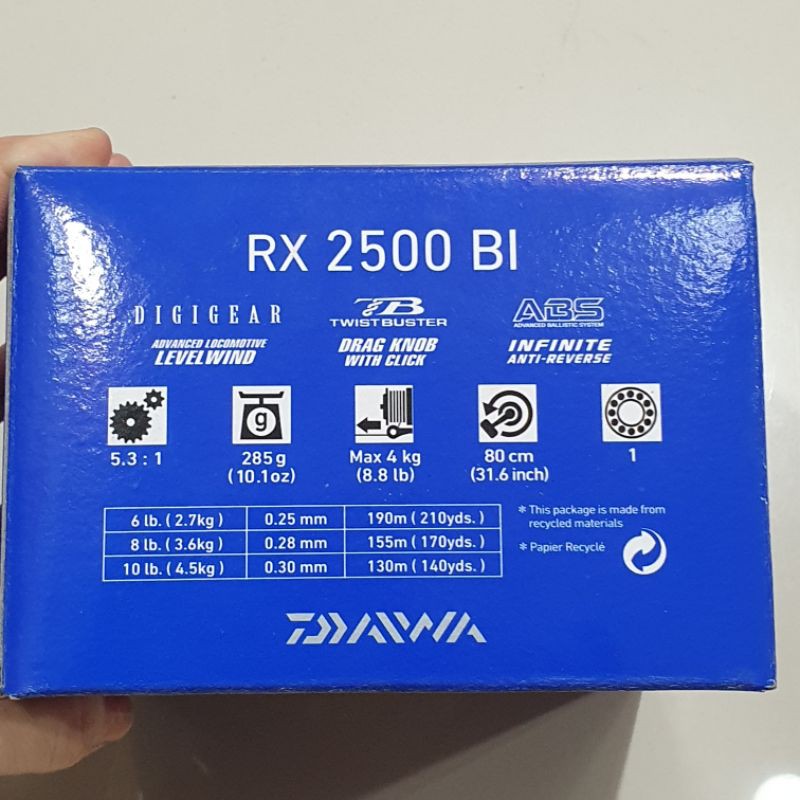 RX 2500 BI
DIGIGEAR
TB
TWISTBUSTER
ABS
ADVANCED BALLISTIC SYSTEM
ADVANCED LOCOMOTIVE
LEVELWIND
DRAG KNOB
WITH CLICK
INFINITE
ANTI-REVERSE
g
5.3 : 1
285g
(10.1oz)
Max 4 kg
(8.8 lb)
80 cm
(31.6 inch)
1
6 lb. ( 2.7kg ) 0.25 mm 190m ( 210yds. )
8 lb. ( 3.6kg ) 0.28 mm 155m ( 170yds. )
10 lb. ( 4.5kg ) 0.30 mm 130m ( 140yds. )
* This package is made from
recycled materials
* Papier Recyclé
DAIWA